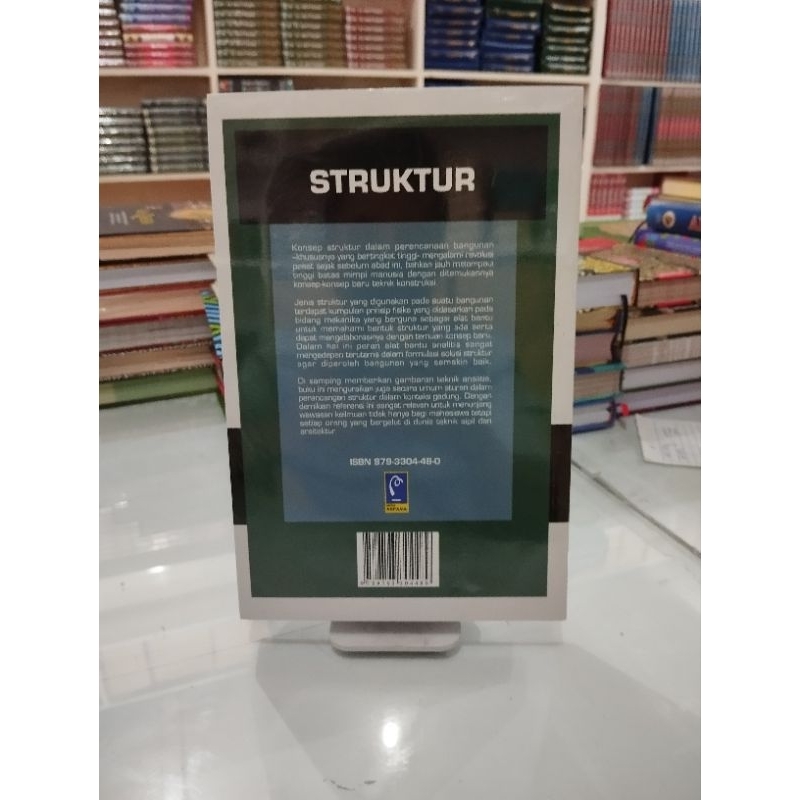 STRUKTUR
Konsep struktur dalam perencanaan bangunan
-khususnya yang bertingkat tinggi- mengalami revolusi
pesat sejak sebelum abad ini, bahkan jauh melampaui
tinggi batas mimpi manusia dengan ditemukannya
konsep-konsep baru teknik konstruksi.
Jenis struktur yang digunakan pada suatu bangunan
terdapat kumpulan prinsip fisika yang didasarkan pada
bidang mekanika yang berguna sebagai alat bantu
untuk memahami bentuk struktur yang ada serta
dapat mengelaborasinya dengan temuan konsep baru.
Dalam hal ini peran alat bantu analisis sangat
mengedepan terutama dalam formulasi solusi struktur
agar diperoleh bangunan yang semakin baik.
Di samping memberikan gambaran teknik analisis,
buku ini menguraikan juga secara umum aturan dalam
perancangan struktur dalam konteks gedung. Dengan
demikian referensi ini sangat relevan untuk menunjang
wawasan keilmuan tidak hanya bagi mahasiswa tetapi
setiap orang yang bergelut di dunia teknik sipil dan
arsitektur.
ISBN 979-3304-48-0